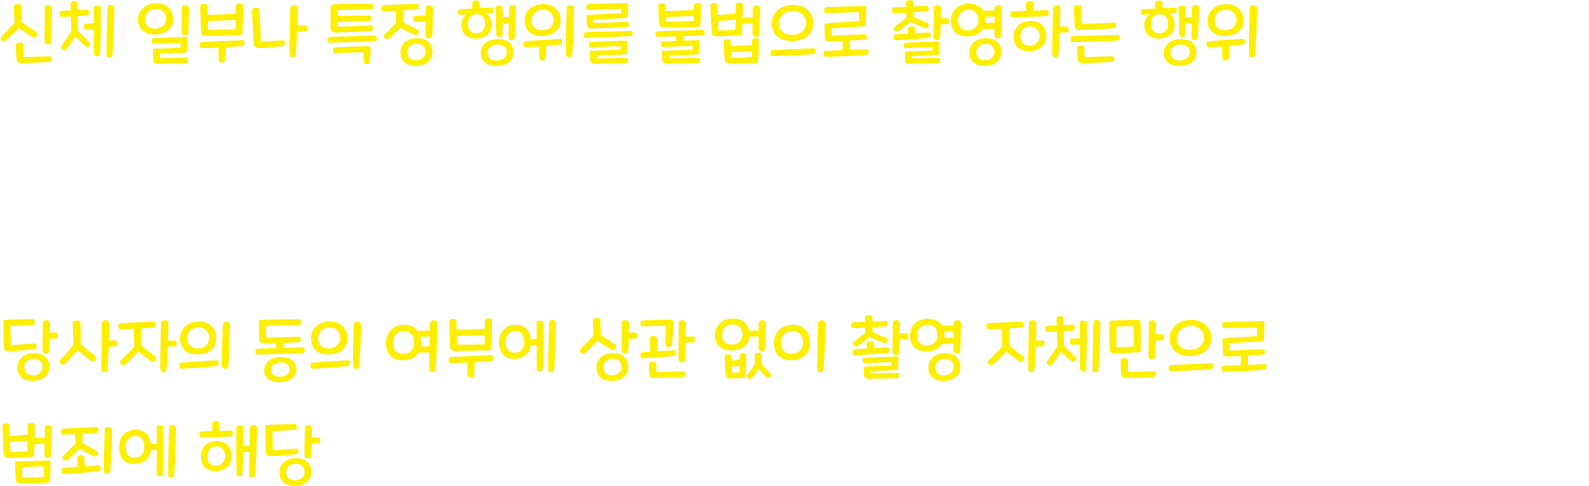 신체 일부나 특정 행위를 불법으로 촬영하는 행위
당사자의 동의 여부에 상관 없이 촬영 자체만으로
범죄에 해당